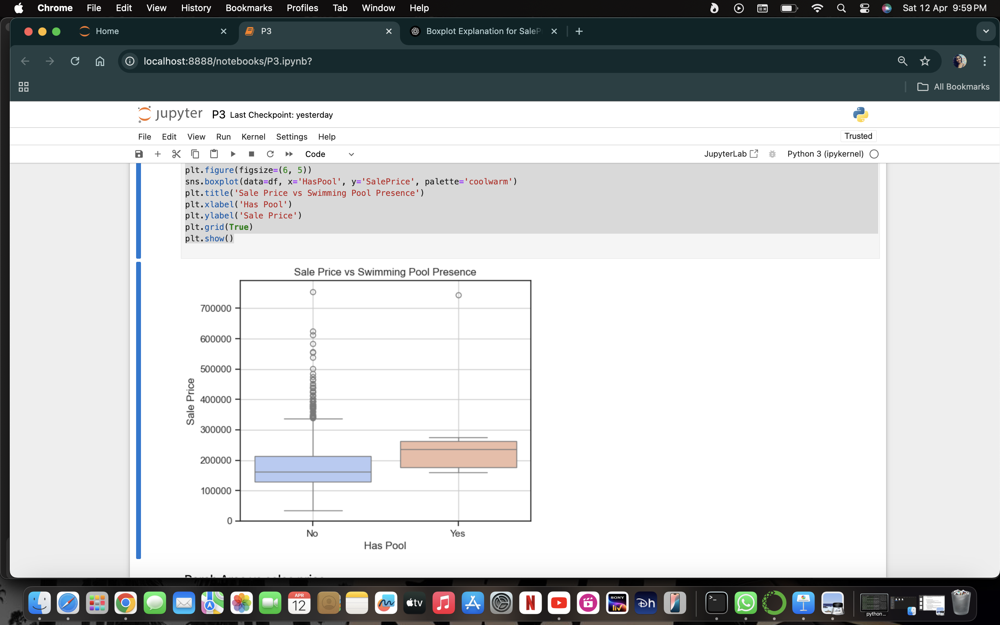 Chrome File Edit View History Bookmarks Profiles Tab Window Help Sat 12 Apr 9:59 PM
Home P3 Boxplot Explanation for SaleP
localhost:8888/notebooks/P3.ipynb?
All Bookmarks
jupyter P3 Last Checkpoint: yesterday
File Edit View Run Kernel Settings Help Trusted
Code JupyterLab Python 3 (ipykernel)
plt.figure(figsize=(6, 5))
sns.boxplot(data=df, x='HasPool', y='SalePrice', palette='coolwarm')
plt.title('Sale Price vs Swimming Pool Presence')
plt.xlabel('Has Pool')
plt.ylabel('Sale Price')
plt.grid(True)
plt.show()
Sale Price vs Swimming Pool Presence
700000
600000
500000
400000
300000
200000
100000
0
Sale Price
No Yes
Has Pool
APR
12
tv
N
SONY
liv
python...